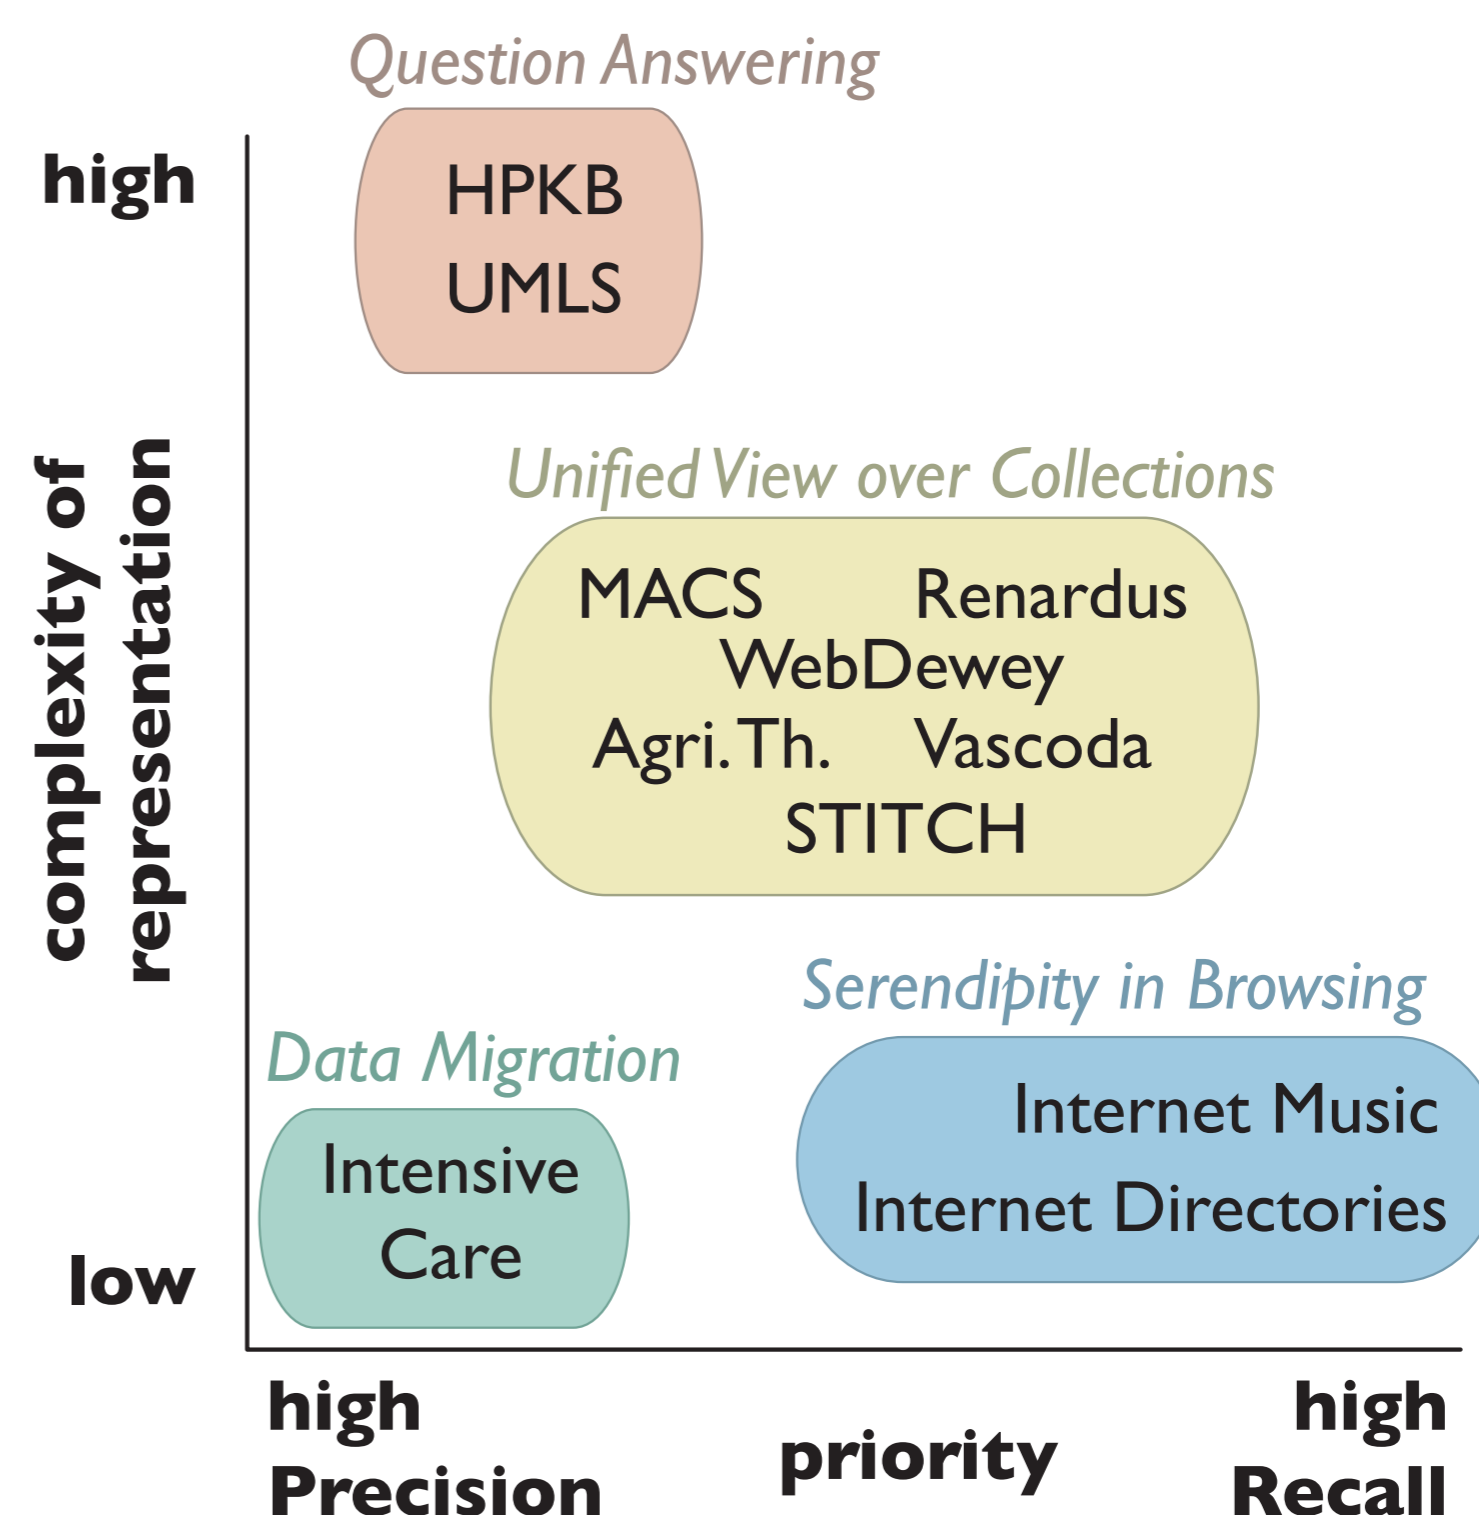 Question Answering
high
HPKB
UMLS
complexity of
representation
Unified View over Collections
MACS Renardus
WebDewey
Agri. Th. Vascoda
STITCH
Serendipity in Browsing
Internet Music
Internet Directories
Data Migration
Intensive
Care
low
high
Precision
priority
high
Recall